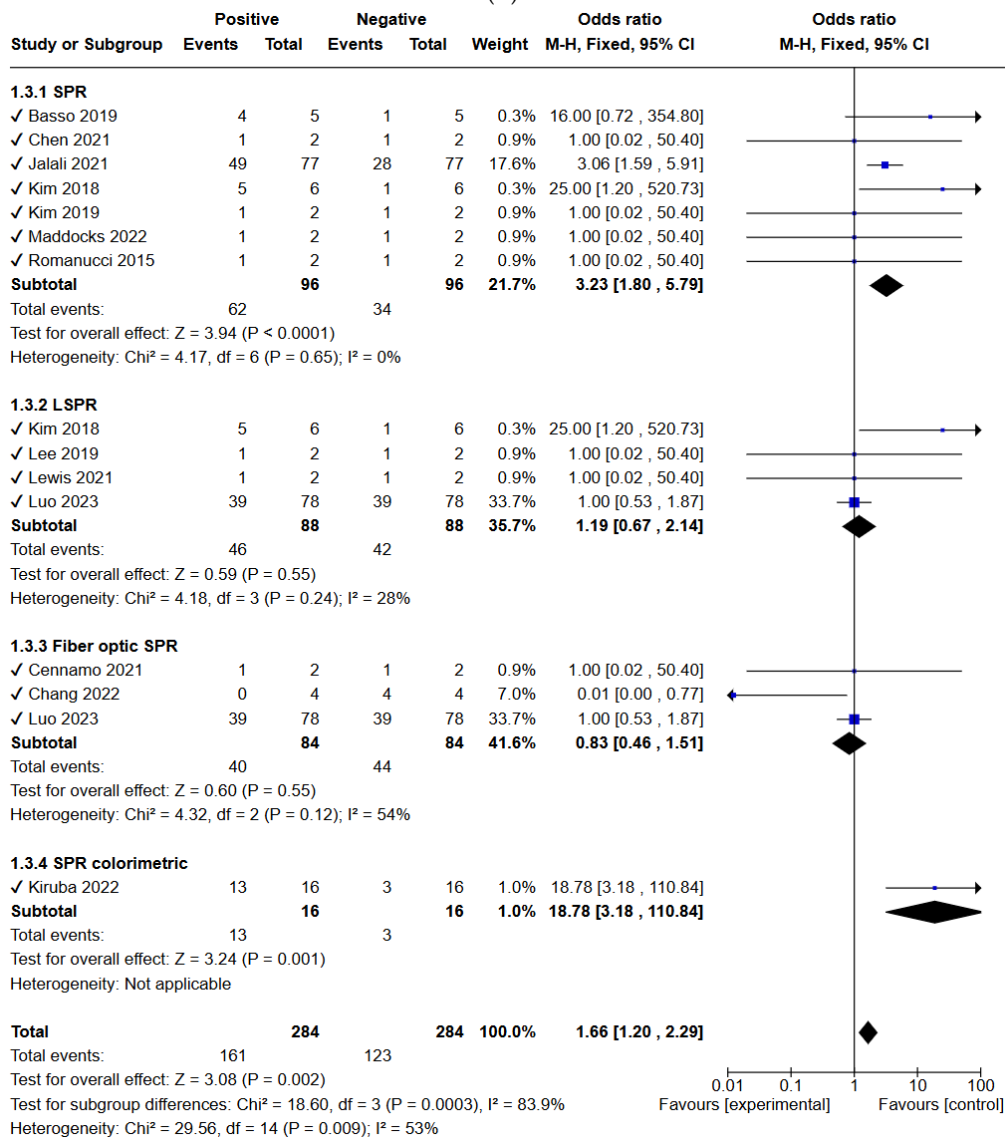 Positive Negative Odds ratio Odds ratio
Study or Subgroup Events Total Events Total Weight M-H, Fixed, 95% CI M-H, Fixed, 95% CI
1.3.1 SPR
✓ Basso 2019 4 5 1 5 0.3% 16.00 [0.72 , 354.80]
✓ Chen 2021 1 2 1 2 0.9% 1.00 [0.02 , 50.40]
✓ Jalali 2021 49 77 28 77 17.6% 3.06 [1.59 , 5.91]
✓ Kim 2018 5 6 1 6 0.3% 25.00 [1.20 , 520.73]
✓ Kim 2019 1 2 1 2 0.9% 1.00 [0.02 , 50.40]
✓ Maddocks 2022 1 2 1 2 0.9% 1.00 [0.02 , 50.40]
✓ Romanucci 2015 1 2 1 2 0.9% 1.00 [0.02 , 50.40]
Subtotal 96 96 21.7% 3.23 [1.80 , 5.79]
Total events: 62 34
Test for overall effect: Z = 3.94 (P < 0.0001)
Heterogeneity: Chi² = 4.17, df = 6 (P = 0.65); I² = 0%
1.3.2 LSPR
✓ Kim 2018 5 6 1 6 0.3% 25.00 [1.20 , 520.73]
✓ Lee 2019 1 2 1 2 0.9% 1.00 [0.02 , 50.40]
✓ Lewis 2021 1 2 1 2 0.9% 1.00 [0.02 , 50.40]
✓ Luo 2023 39 78 39 78 33.7% 1.00 [0.53 , 1.87]
Subtotal 88 88 35.7% 1.19 [0.67 , 2.14]
Total events: 46 42
Test for overall effect: Z = 0.59 (P = 0.55)
Heterogeneity: Chi² = 4.18, df = 3 (P = 0.24); I² = 28%
1.3.3 Fiber optic SPR
✓ Cennamo 2021 1 2 1 2 0.9% 1.00 [0.02 , 50.40]
✓ Chang 2022 0 4 4 4 7.0% 0.01 [0.00 , 0.77]
✓ Luo 2023 39 78 39 78 33.7% 1.00 [0.53 , 1.87]
Subtotal 84 84 41.6% 0.83 [0.46 , 1.51]
Total events: 40 44
Test for overall effect: Z = 0.60 (P = 0.55)
Heterogeneity: Chi² = 4.32, df = 2 (P = 0.12); I² = 54%
1.3.4 SPR colorimetric
✓ Kiruba 2022 13 16 3 16 1.0% 18.78 [3.18 , 110.84]
Subtotal 16 16 1.0% 18.78 [3.18 , 110.84]
Total events: 13 3
Test for overall effect: Z = 3.24 (P = 0.001)
Heterogeneity: Not applicable
Total 284 284 100.0% 1.66 [1.20 , 2.29]
Total events: 161 123
Test for overall effect: Z = 3.08 (P = 0.002) 0.01 0.1 1 10 100
Test for subgroup differences: Chi² = 18.60, df = 3 (P = 0.0003), I² = 83.9% Favours [experimental] Favours [control]
Heterogeneity: Chi² = 29.56, df = 14 (P = 0.009); I² = 53%